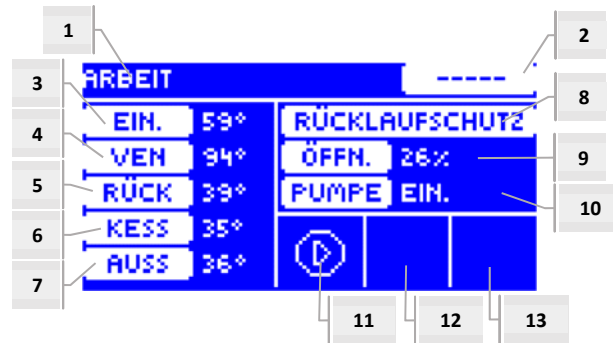 1
2
ARBEIT -----
3
EIN. 59°
RÜCKLAUFSCHUTZ
8
4
VEN 94°
ÖFFN. 26%
9
5
RÜCK 39°
PUMPE EIN.
10
6
KESS 35°
7
AUSS 36°
11
12
13